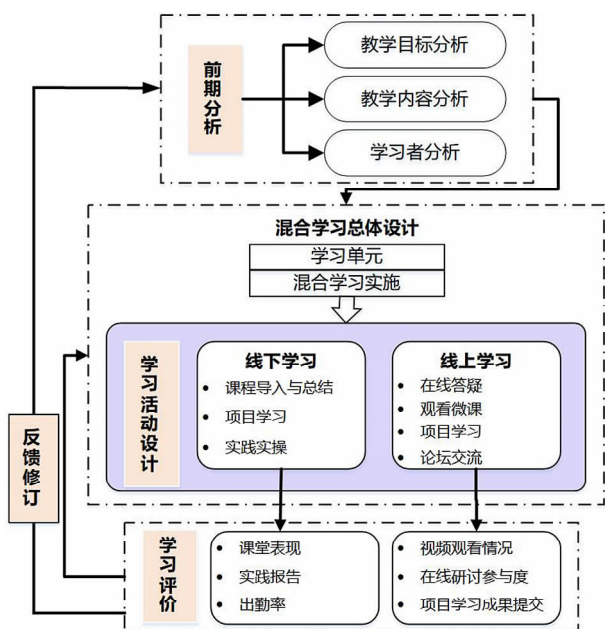 前期分析
教学目标分析
教学内容分析
学习者分析
混合学习总体设计
学习单元
混合学习实施
学习活动设计
线下学习
• 课程导入与总结
• 项目学习
• 实践实操
线上学习
• 在线答疑
• 观看微课
• 项目学习
• 论坛交流
反馈修订
学习评价
• 课堂表现
• 实践报告
• 出勤率
• 视频观看情况
• 在线研讨参与度
• 项目学习成果提交